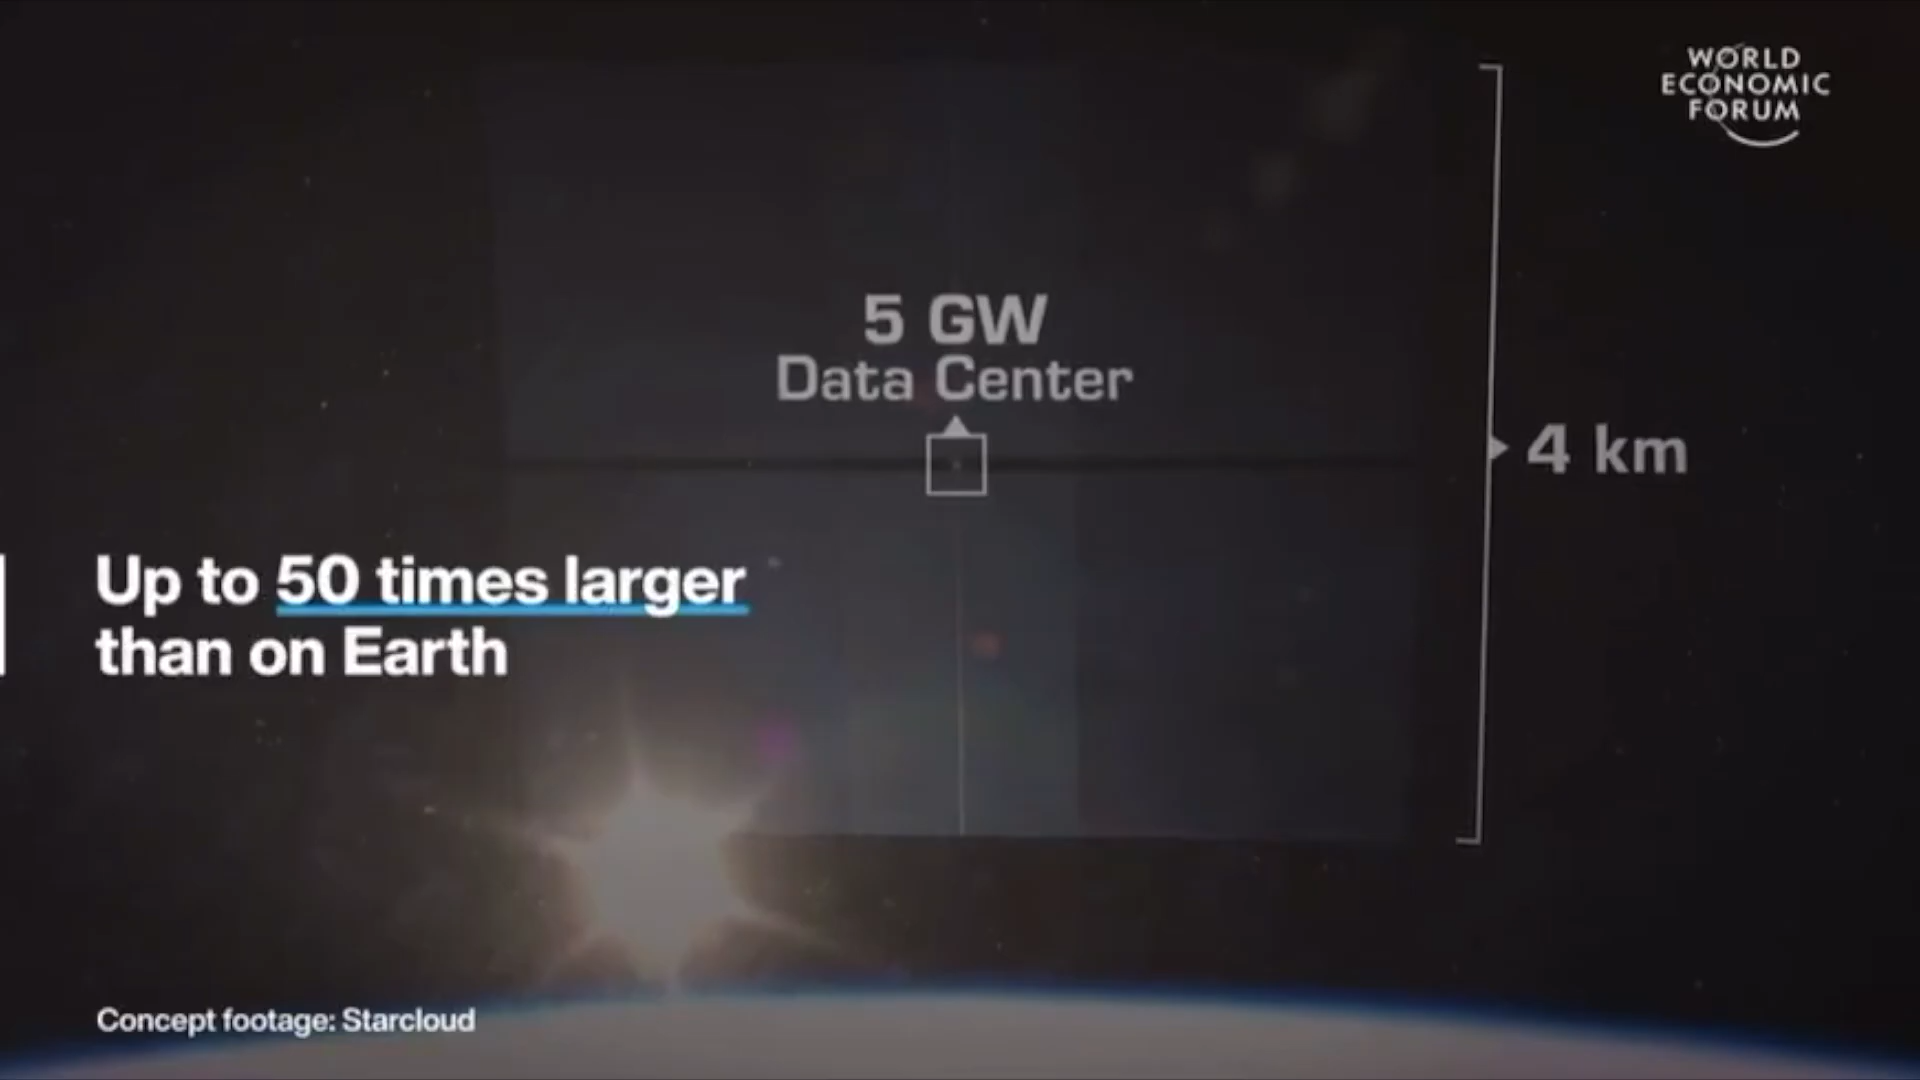 WORLD
ECONOMIC
FORUM
5 GW
Data Center
4 km
Up to 50 times larger
than on Earth
Concept footage: Starcloud